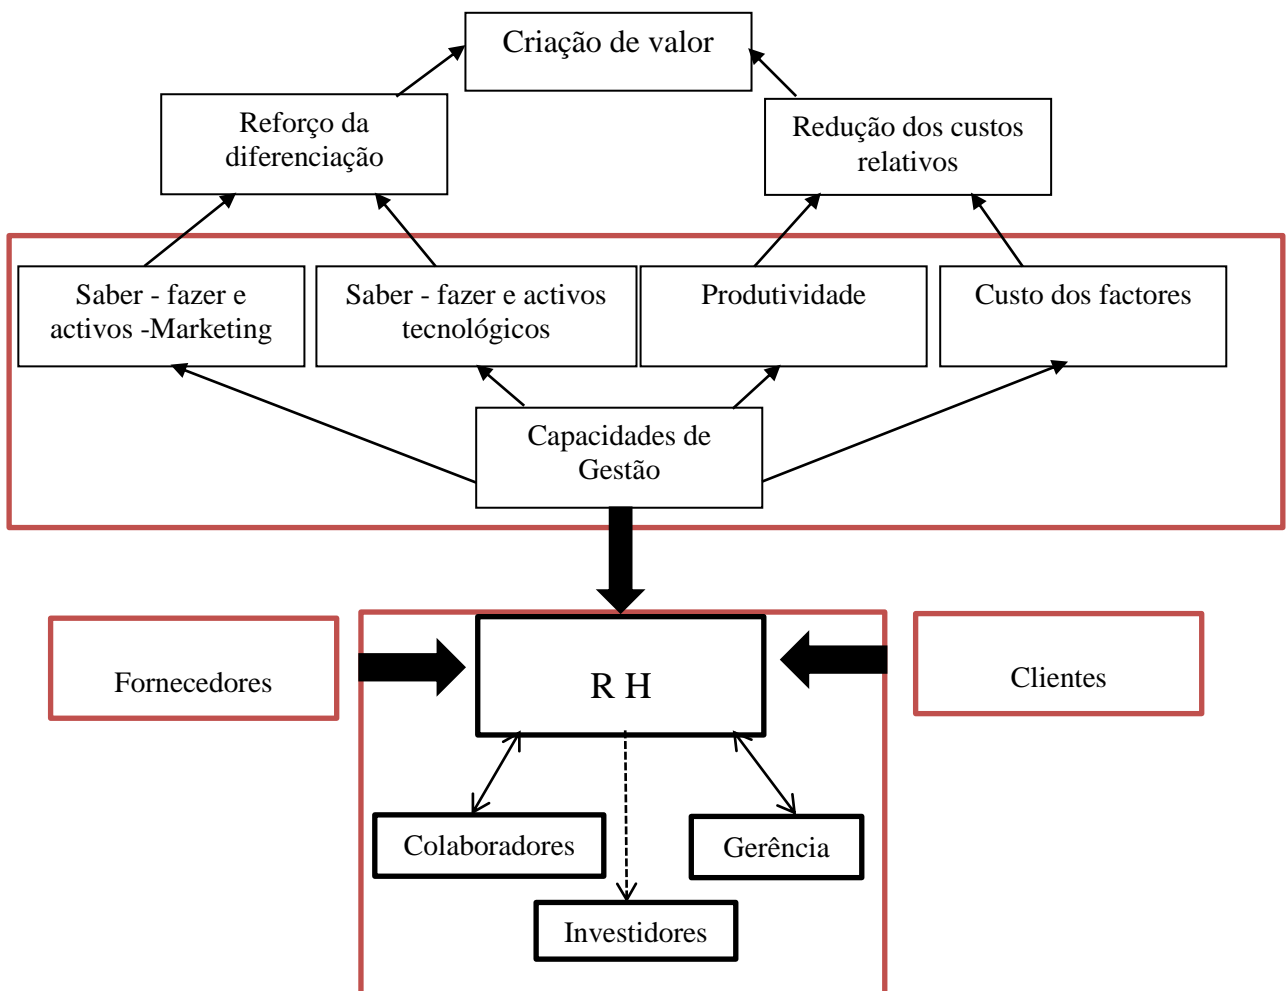 Criação de valor
Reforço da
diferenciação
Redução dos custos
relativos
Saber - fazer e
activos -Marketing
Saber - fazer e activos
tecnológicos
Produtividade
Custo dos factores
Capacidades de
Gestão
Fornecedores
R H
Clientes
Colaboradores
Gerência
Investidores